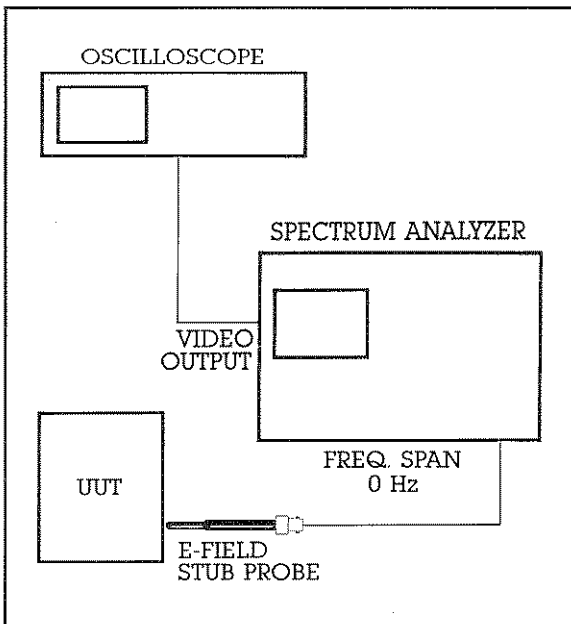 OSCILLOSCOPE
SPECTRUM ANALYZER
VIDEO
OUTPUT
FREQ. SPAN
0 Hz
UUT
E-FIELD
STUB PROBE